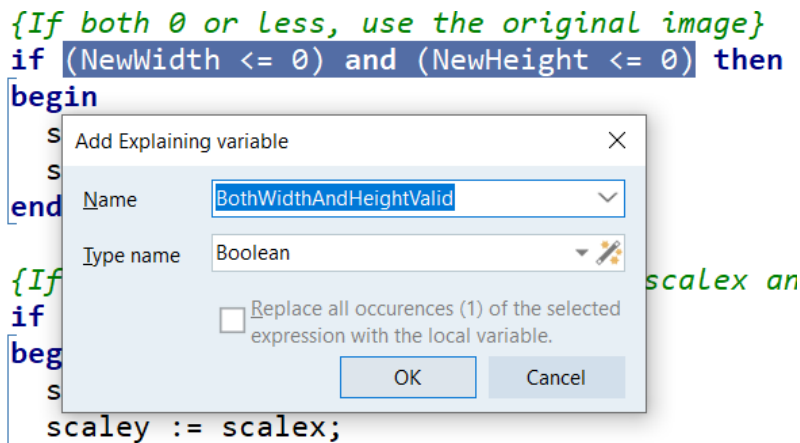 {If both 0 or less, use the original image}
if (NewWidth <= 0) and (NewHeight <= 0) then
begin
s
Add Explaining variable
s
Name
BothWidthAndHeightValid
end
Type name
Boolean
{If
scalex an
Replace all occurences (1) of the selected
if
expression with the local variable.
beg
OK
Cancel
s
scaley := scalex;